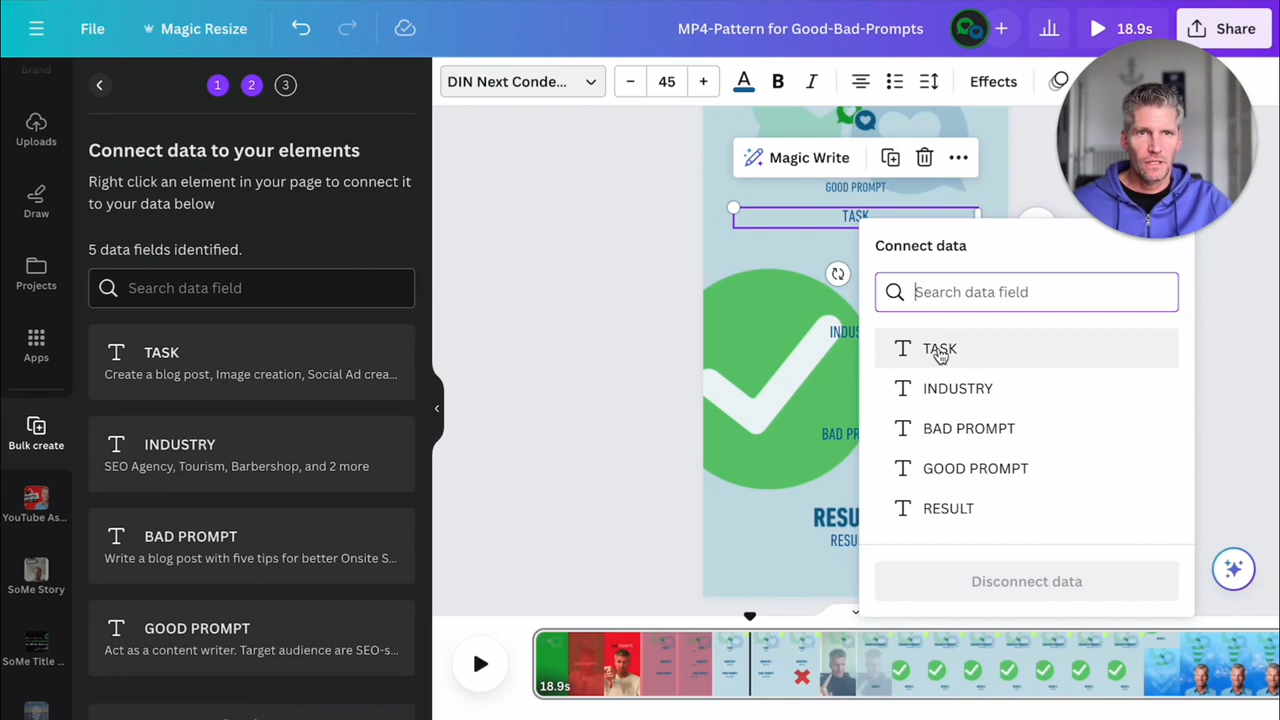 File
Magic Resize
MP4-Pattern for Good-Bad-Prompts
18.9s
Share
Brand
Uploads
Draw
Projects
Apps
Bulk create
YouTube As...
SoMe Story
SoMe Title ...
1
2
3
Connect data to your elements
Right click an element in your page to connect it
to your data below
5 data fields identified.
Search data field
TASK
Create a blog post, Image creation, Social Ad crea...
INDUSTRY
SEO Agency, Tourism, Barbershop, and 2 more
BAD PROMPT
Write a blog post with five tips for better Onsite S...
GOOD PROMPT
Act as a content writer. Target audience are SEO-s...
DIN Next Conde...
45
A
B
I
Effects
Magic Write
GOOD PROMPT
TASK
INDUS
BAD PR
RESU
RESU
Connect data
Search data field
TASK
INDUSTRY
BAD PROMPT
GOOD PROMPT
RESULT
Disconnect data
18.9s